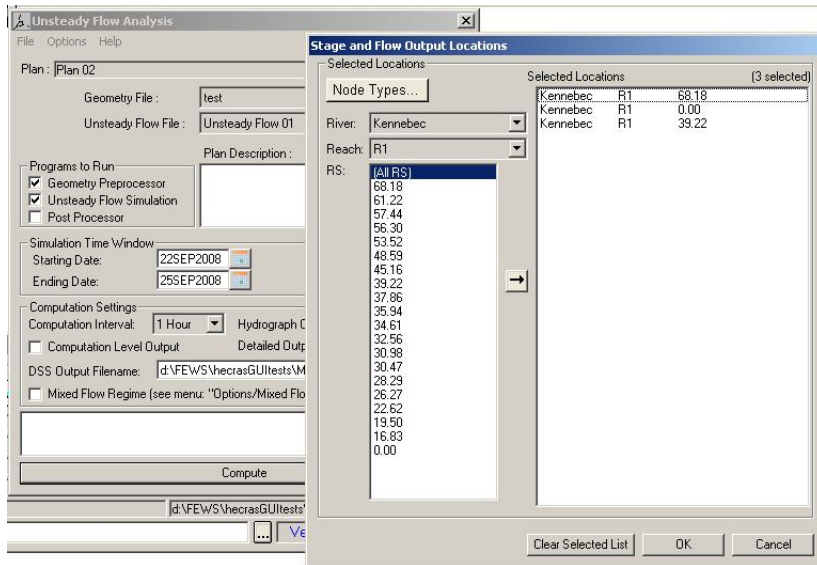 Unsteady Flow Analysis
File Options Help
Plan : Plan 02
Geometry File : test
Unsteady Flow File : Unsteady Flow 01
Plan Description :
Programs to Run
Geometry Preprocessor
Unsteady Flow Simulation
Post Processor
Simulation Time Window
Starting Date: 22SEP2008
Ending Date: 25SEP2008
Computation Settings
Computation Interval: 1 Hour Hydrograph O
Computation Level Output Detailed Outp
DSS Output Filename: d:\FEWS\hecrasGUItests\M
Mixed Flow Regime (see menu: "Options/Mixed Flo
Compute
d:\FEWS\hecrasGUItests'
... Ve
Stage and Flow Output Locations
Selected Locations
Node Types...
River: Kennebec
Reach: R1
RS: (All RS)
68.18
61.22
57.44
56.30
53.52
48.59
45.16
39.22
37.86
35.94
34.61
32.56
30.98
30.47
28.29
26.27
22.62
19.50
16.83
0.00
Selected Locations (3 selected)
Kennebec R1 68.18
Kennebec R1 0.00
Kennebec R1 39.22
Clear Selected List OK Cancel